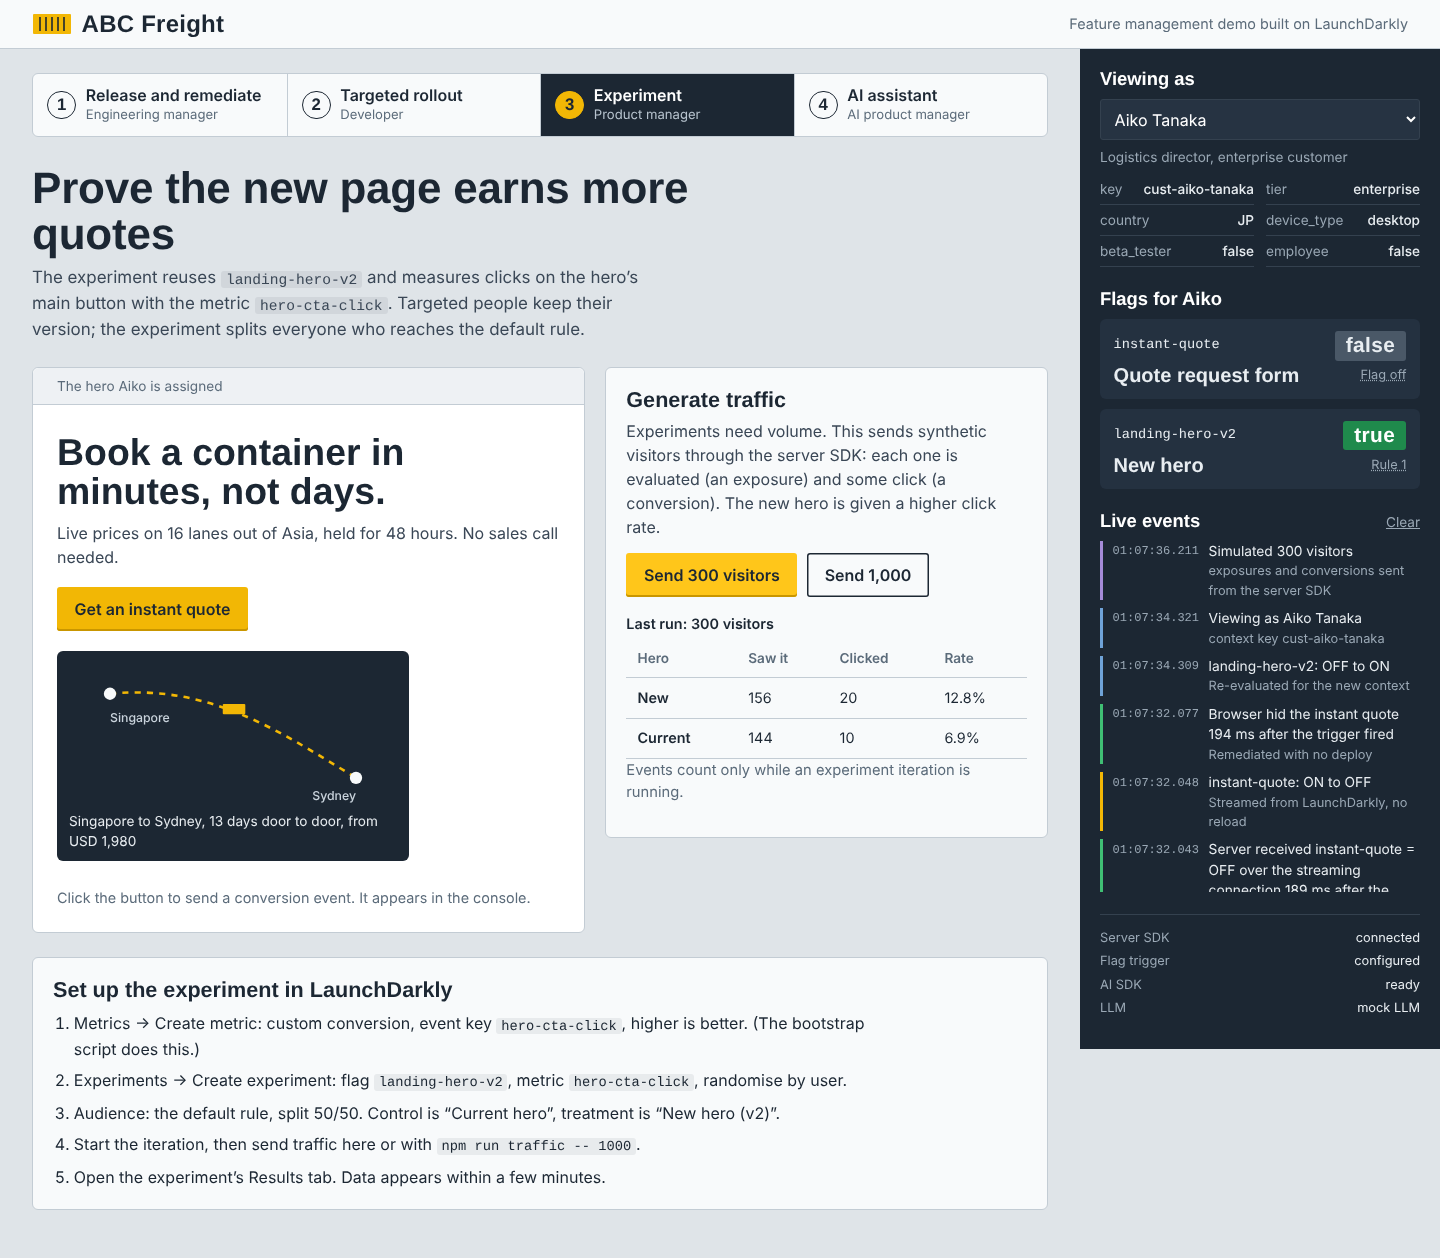 ABC Freight
Feature management demo built on LaunchDarkly
1
Release and remediate
Engineering manager
2
Targeted rollout
Developer
3
Experiment
Product manager
4
AI assistant
AI product manager
Prove the new page earns more
quotes
The experiment reuses landing-hero-v2 and measures clicks on the hero’s
main button with the metric hero-cta-click. Targeted people keep their
version; the experiment splits everyone who reaches the default rule.
The hero Aiko is assigned
Book a container in
minutes, not days.
Live prices on 16 lanes out of Asia, held for 48 hours. No sales call
needed.
Get an instant quote
Singapore
Sydney
Singapore to Sydney, 13 days door to door, from
USD 1,980
Click the button to send a conversion event. It appears in the console.
Generate traffic
Experiments need volume. This sends synthetic
visitors through the server SDK: each one is
evaluated (an exposure) and some click (a
conversion). The new hero is given a higher click
rate.
Send 300 visitors Send 1,000
Last run: 300 visitors
Hero Saw it Clicked Rate
New 156 20 12.8%
Current 144 10 6.9%
Events count only while an experiment iteration is
running.
Set up the experiment in LaunchDarkly
1. Metrics → Create metric: custom conversion, event key hero-cta-click, higher is better. (The bootstrap
script does this.)
2. Experiments → Create experiment: flag landing-hero-v2, metric hero-cta-click, randomise by user.
3. Audience: the default rule, split 50/50. Control is “Current hero”, treatment is “New hero (v2)”.
4. Start the iteration, then send traffic here or with npm run traffic -- 1000.
5. Open the experiment’s Results tab. Data appears within a few minutes.
Viewing as
Aiko Tanaka
Logistics director, enterprise customer
key cust-aiko-tanaka tier enterprise
country JP device_type desktop
beta_tester false employee false
Flags for Aiko
instant-quote false
Quote request form Flag off
landing-hero-v2 true
New hero Rule 1
Live events Clear
01:07:36.211 Simulated 300 visitors
exposures and conversions sent
from the server SDK
01:07:34.321 Viewing as Aiko Tanaka
context key cust-aiko-tanaka
01:07:34.309 landing-hero-v2: OFF to ON
Re-evaluated for the new context
01:07:32.077 Browser hid the instant quote
194 ms after the trigger fired
Remediated with no deploy
01:07:32.048 instant-quote: ON to OFF
Streamed from LaunchDarkly, no
reload
01:07:32.043 Server received instant-quote =
OFF over the streaming
connection 189 ms after the
Server SDK connected
Flag trigger configured
AI SDK ready
LLM mock LLM